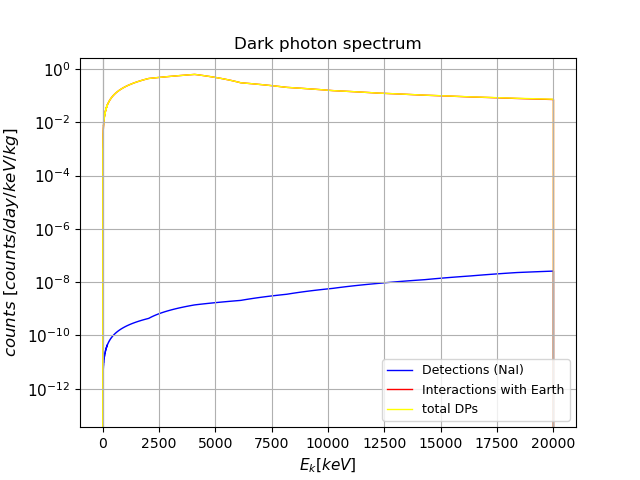 Dark photon spectrum
10^0
10^-2
10^-4
10^-6
10^-8
10^-10
10^-12
counts [counts/day/keV/kg]
Detections (NaI)
Interactions with Earth
total DPs
0 2500 5000 7500 10000 12500 15000 17500 20000
E_k[keV]